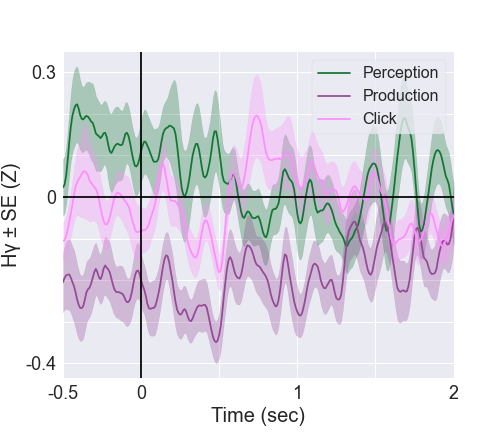 Perception
Production
Click
0.3
0
-0.4
Hγ ± SE (Z)
-0.5
0
1
2
Time (sec)